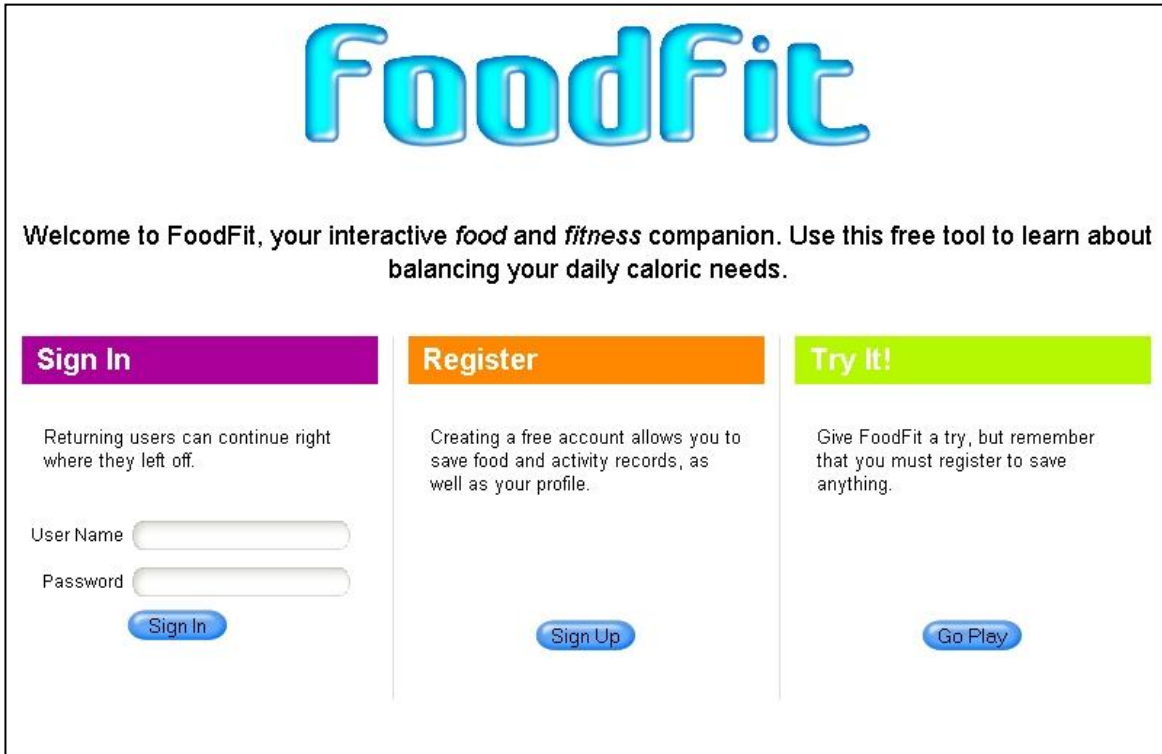 FoodFit
Welcome to FoodFit, your interactive food and fitness companion. Use this free tool to learn about
balancing your daily caloric needs.
Sign In
Returning users can continue right
where they left off.
User Name
Password
Sign In
Register
Creating a free account allows you to
save food and activity records, as
well as your profile.
Sign Up
Try It!
Give FoodFit a try, but remember
that you must register to save
anything.
Go Play